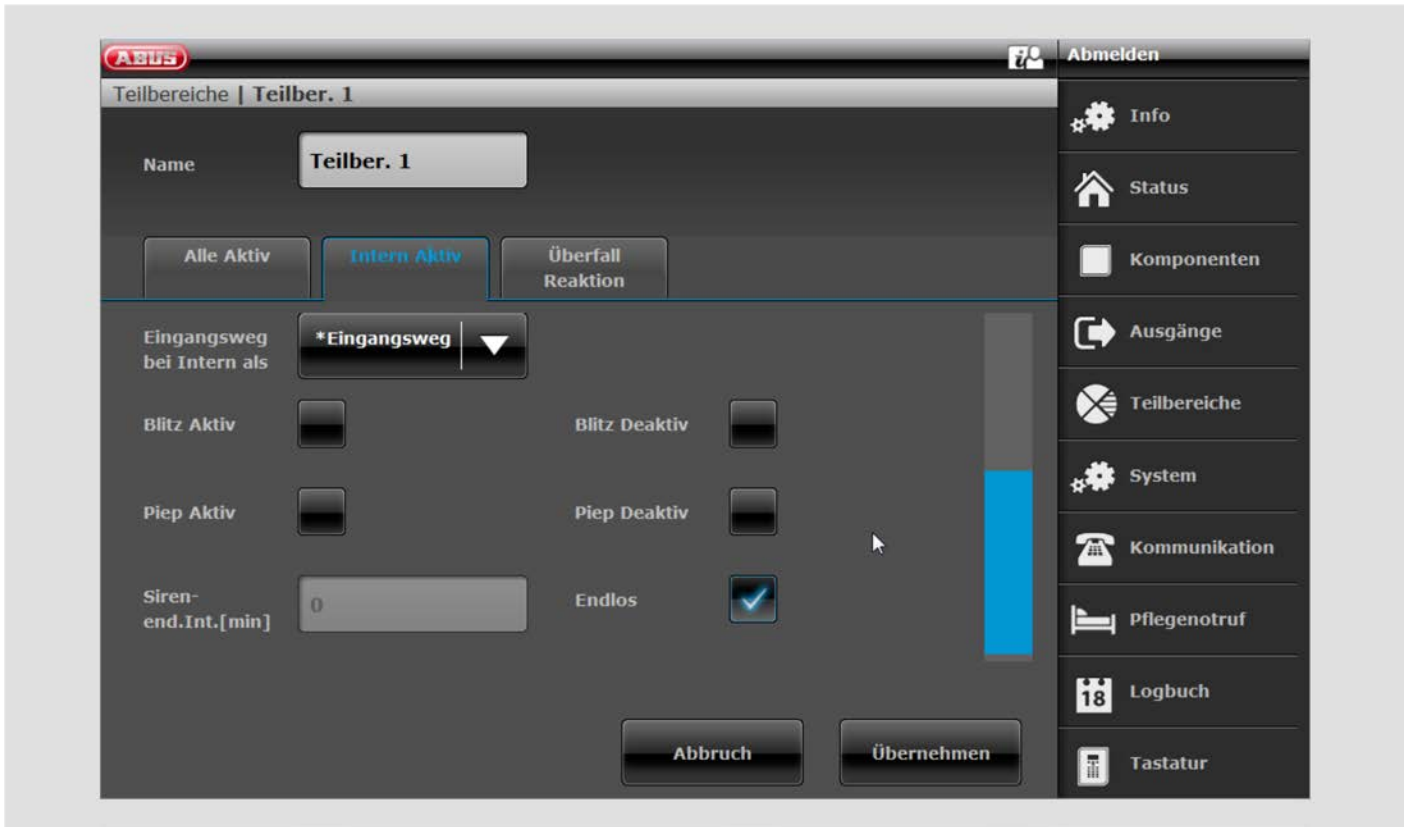 ABUS
Abmelden
Teilbereiche | Teilber. 1
Name
Teilber. 1
Alle Aktiv
Intern Aktiv
Überfall
Reaktion
Eingangsweg
bei Intern als
*Eingangsweg
Blitz Aktiv
Blitz Deaktiv
Piep Aktiv
Piep Deaktiv
Siren-
end.Int.[min]
0
Endlos
Abbruch
Übernehmen
Info
Status
Komponenten
Ausgänge
Teilbereiche
System
Kommunikation
Pflegenotruf
18
Logbuch
Tastatur